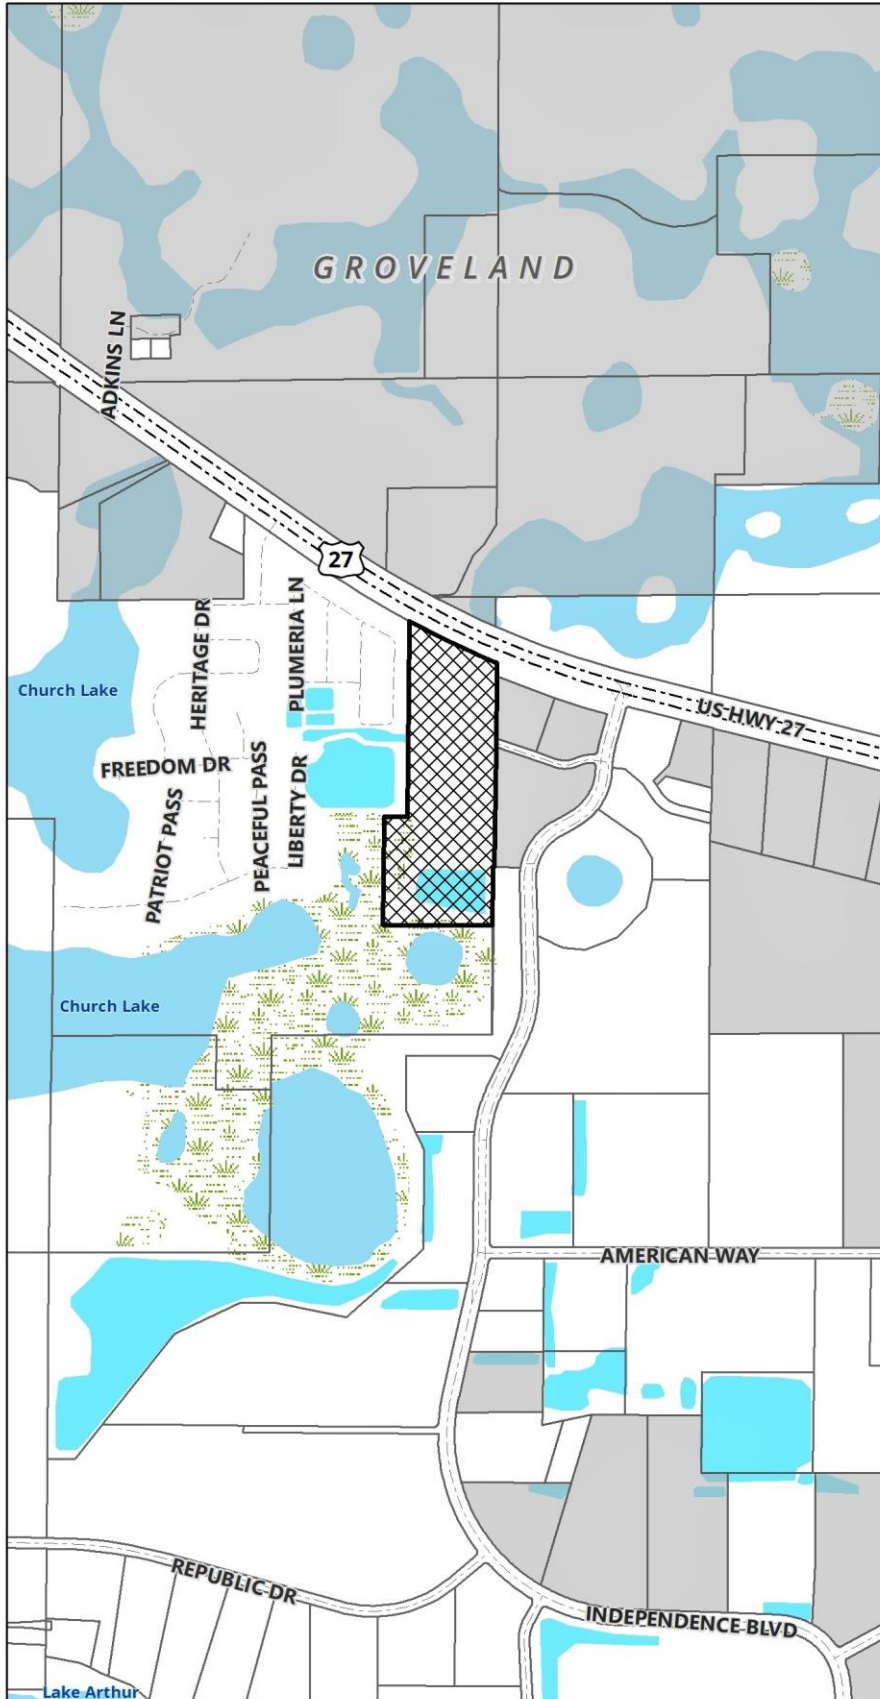 GROVELAND
ADKINS LN
27
HERITAGE DR
PLUMERIA LN
Church Lake
US HWY 27
FREEDOM DR
PATRIOT PASS
PEACEFUL PASS
LIBERTY DR
Church Lake
AMERICAN WAY
REPUBLIC DR
INDEPENDENCE BLVD
Lake Arthur